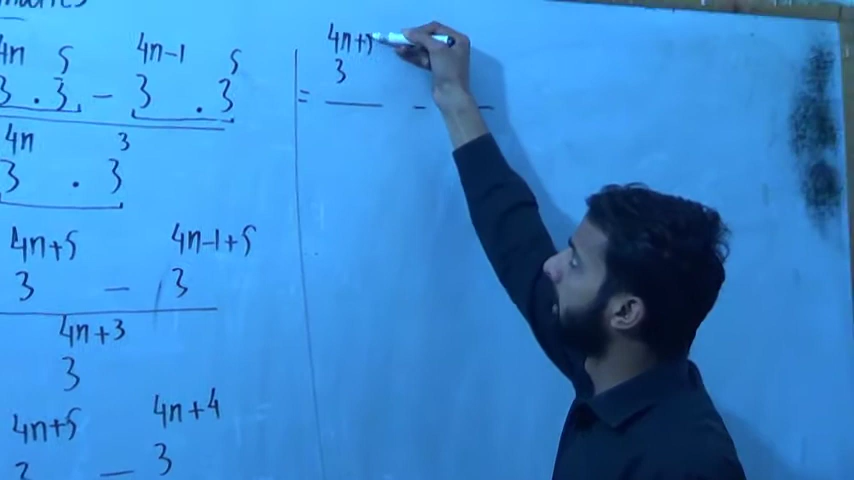 4n 5 4n-1 5
3 . 3 - 3 . 3
4n 3
3 . 3
4n+5 4n-1+5
3 - 3
4n+3
3
4n+5 4n+4
3 - 3
4n+5
= 3 -